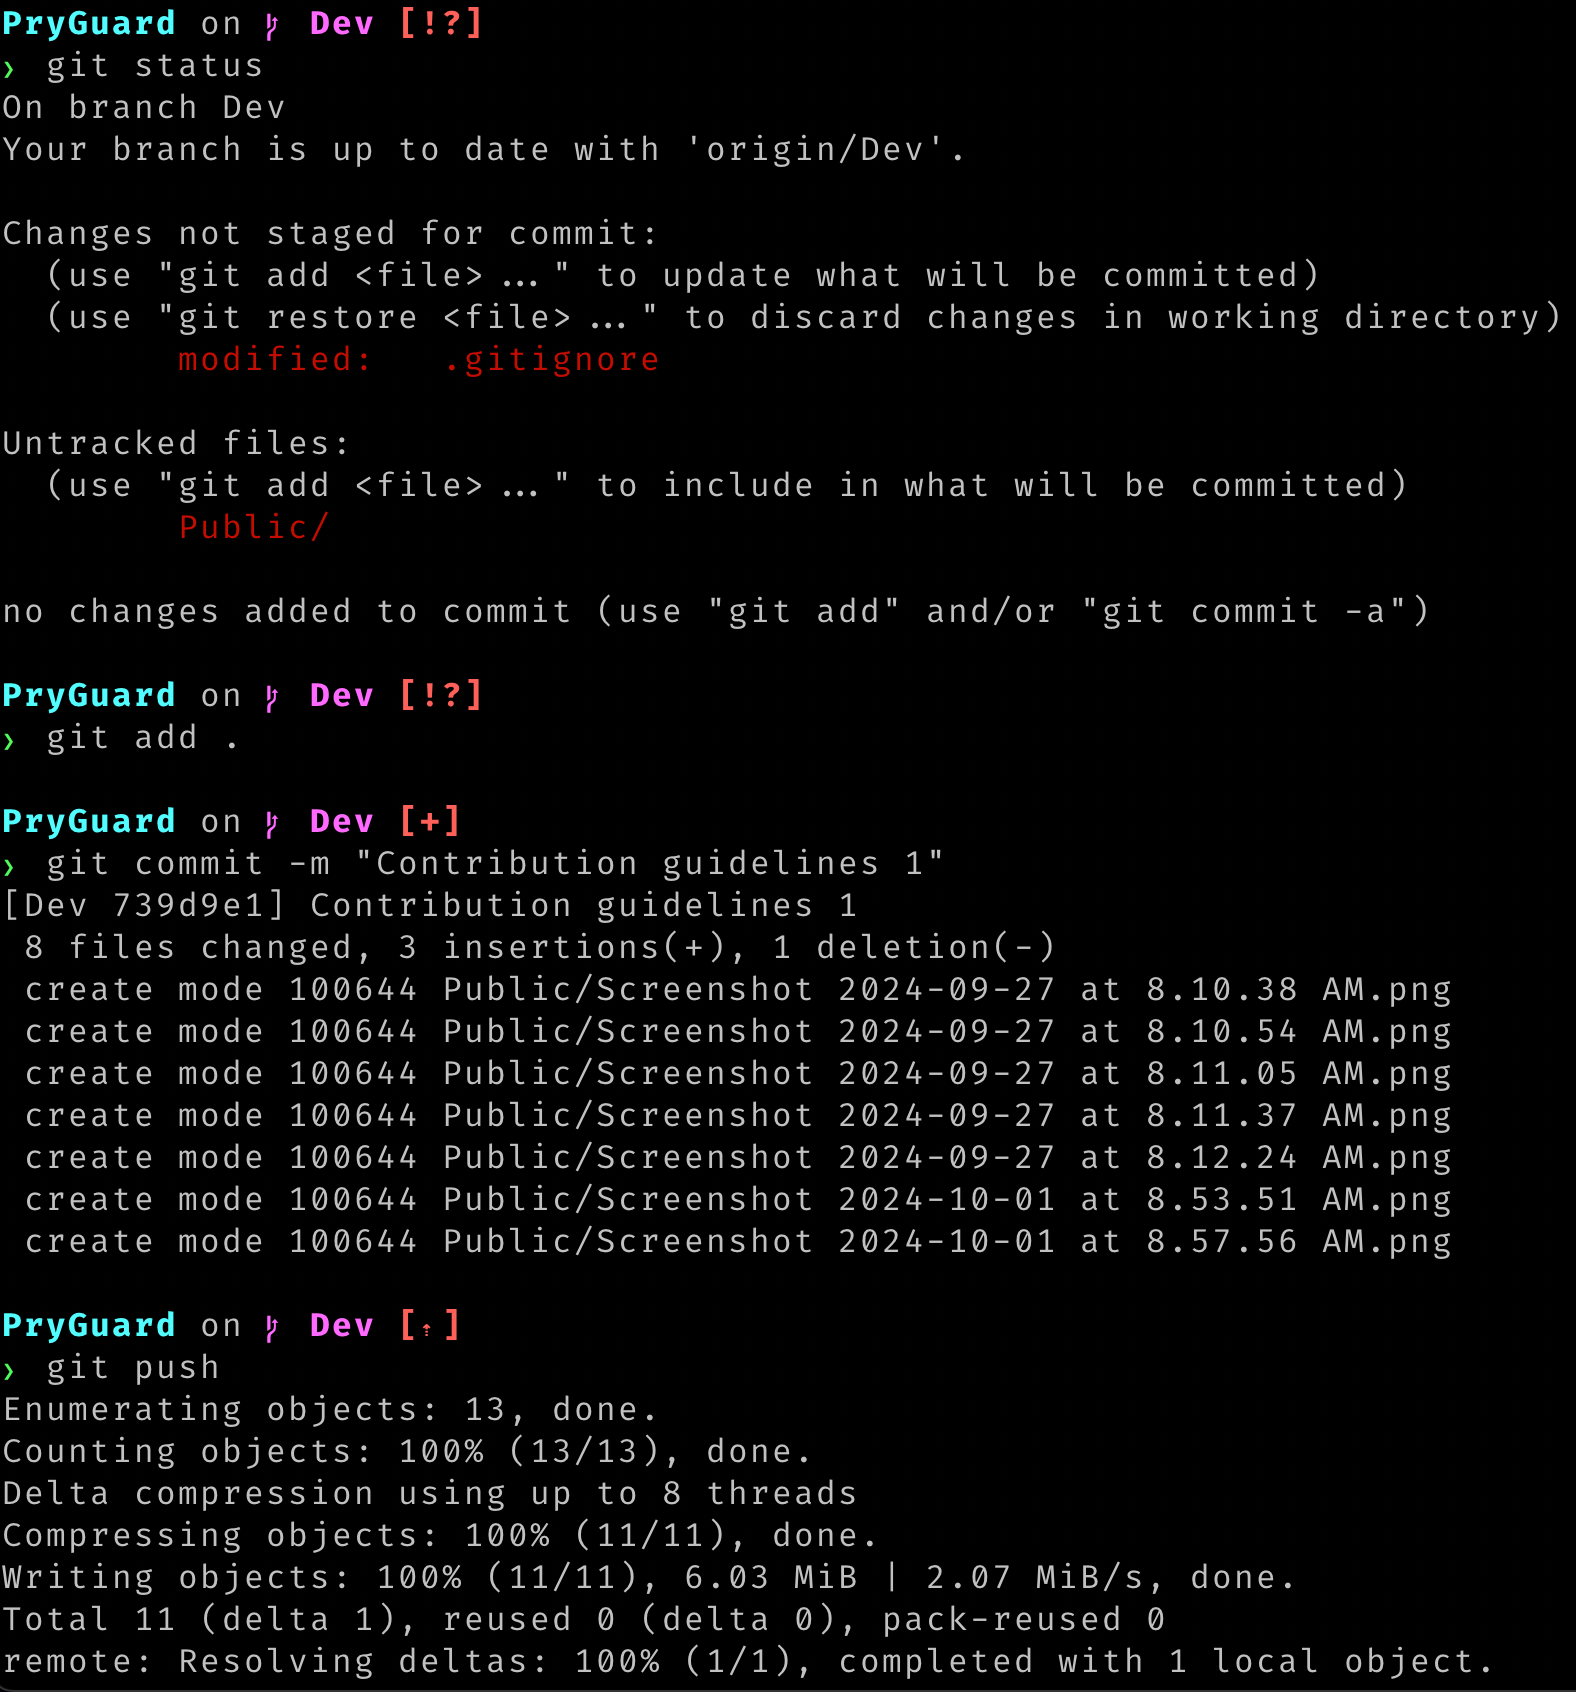 PryGuard on Dev [!?]
❯ git status
On branch Dev
Your branch is up to date with 'origin/Dev'.
Changes not staged for commit:
  (use "git add <file>..." to update what will be committed)
  (use "git restore <file>..." to discard changes in working directory)
        modified:   .gitignore
Untracked files:
  (use "git add <file>..." to include in what will be committed)
        Public/
no changes added to commit (use "git add" and/or "git commit -a")
PryGuard on Dev [!?]
❯ git add .
PryGuard on Dev [+]
❯ git commit -m "Contribution guidelines 1"
[Dev 739d9e1] Contribution guidelines 1
 8 files changed, 3 insertions(+), 1 deletion(-)
 create mode 100644 Public/Screenshot 2024-09-27 at 8.10.38 AM.png
 create mode 100644 Public/Screenshot 2024-09-27 at 8.10.54 AM.png
 create mode 100644 Public/Screenshot 2024-09-27 at 8.11.05 AM.png
 create mode 100644 Public/Screenshot 2024-09-27 at 8.11.37 AM.png
 create mode 100644 Public/Screenshot 2024-09-27 at 8.12.24 AM.png
 create mode 100644 Public/Screenshot 2024-10-01 at 8.53.51 AM.png
 create mode 100644 Public/Screenshot 2024-10-01 at 8.57.56 AM.png
PryGuard on Dev [⇡]
❯ git push
Enumerating objects: 13, done.
Counting objects: 100% (13/13), done.
Delta compression using up to 8 threads
Compressing objects: 100% (11/11), done.
Writing objects: 100% (11/11), 6.03 MiB | 2.07 MiB/s, done.
Total 11 (delta 1), reused 0 (delta 0), pack-reused 0
remote: Resolving deltas: 100% (1/1), completed with 1 local object.